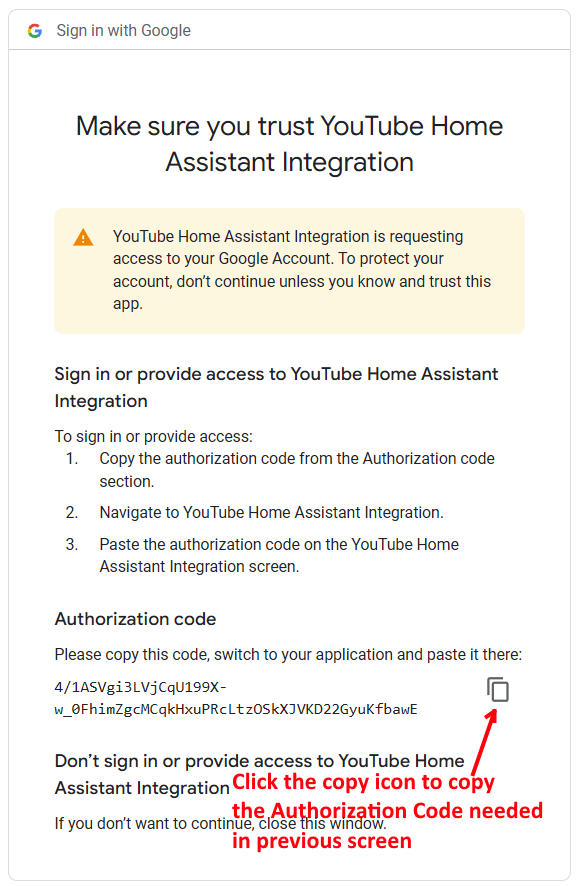 Sign in with Google
Make sure you trust YouTube Home
Assistant Integration
YouTube Home Assistant Integration is requesting
access to your Google Account. To protect your
account, don’t continue unless you know and trust this
app.
Sign in or provide access to YouTube Home Assistant
Integration
To sign in or provide access:
1. Copy the authorization code from the Authorization code
section.
2. Navigate to YouTube Home Assistant Integration.
3. Paste the authorization code on the YouTube Home
Assistant Integration screen.
Authorization code
Please copy this code, switch to your application and paste it there:
4/1ASVgi3LVjCqU199X-
w_0FhimZgcMCqkHxuPRcLtzOSkXJVKD22GyuKfbawE
Don’t sign in or provide access to YouTube Home
Assistant Integration
Click the copy icon to copy
the Authorization Code needed
in previous screen
If you don’t want to continue, close this window.